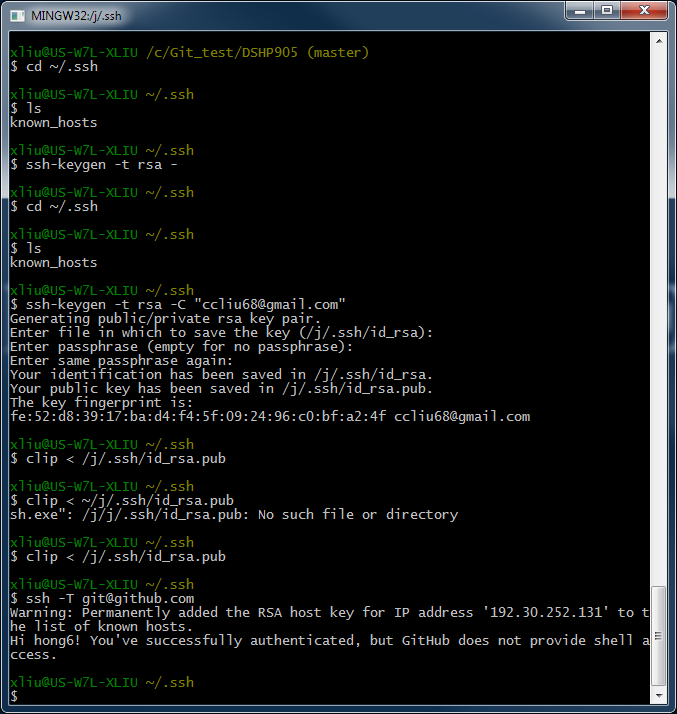 MINGW32:/j/.ssh
xliu@US-W7L-XLIU /c/Git_test/DSHP905 (master)
$ cd ~/.ssh
xliu@US-W7L-XLIU ~/.ssh
$ ls
known_hosts
xliu@US-W7L-XLIU ~/.ssh
$ ssh-keygen -t rsa -
xliu@US-W7L-XLIU ~/.ssh
$ cd ~/.ssh
xliu@US-W7L-XLIU ~/.ssh
$ ls
known_hosts
xliu@US-W7L-XLIU ~/.ssh
$ ssh-keygen -t rsa -C "ccliu68@gmail.com"
Generating public/private rsa key pair.
Enter file in which to save the key (/j/.ssh/id_rsa):
Enter passphrase (empty for no passphrase):
Enter same passphrase again:
Your identification has been saved in /j/.ssh/id_rsa.
Your public key has been saved in /j/.ssh/id_rsa.pub.
The key fingerprint is:
fe:52:d8:39:17:ba:d4:f4:5f:09:24:96:c0:bf:a2:4f ccliu68@gmail.com
xliu@US-W7L-XLIU ~/.ssh
$ clip < /j/.ssh/id_rsa.pub
xliu@US-W7L-XLIU ~/.ssh
$ clip < ~/j/.ssh/id_rsa.pub
sh.exe": /j/j/.ssh/id_rsa.pub: No such file or directory
xliu@US-W7L-XLIU ~/.ssh
$ clip < /j/.ssh/id_rsa.pub
xliu@US-W7L-XLIU ~/.ssh
$ ssh -T git@github.com
Warning: Permanently added the RSA host key for IP address '192.30.252.131' to t
he list of known hosts.
Hi hong6! You've successfully authenticated, but GitHub does not provide shell a
ccess.
xliu@US-W7L-XLIU ~/.ssh
$